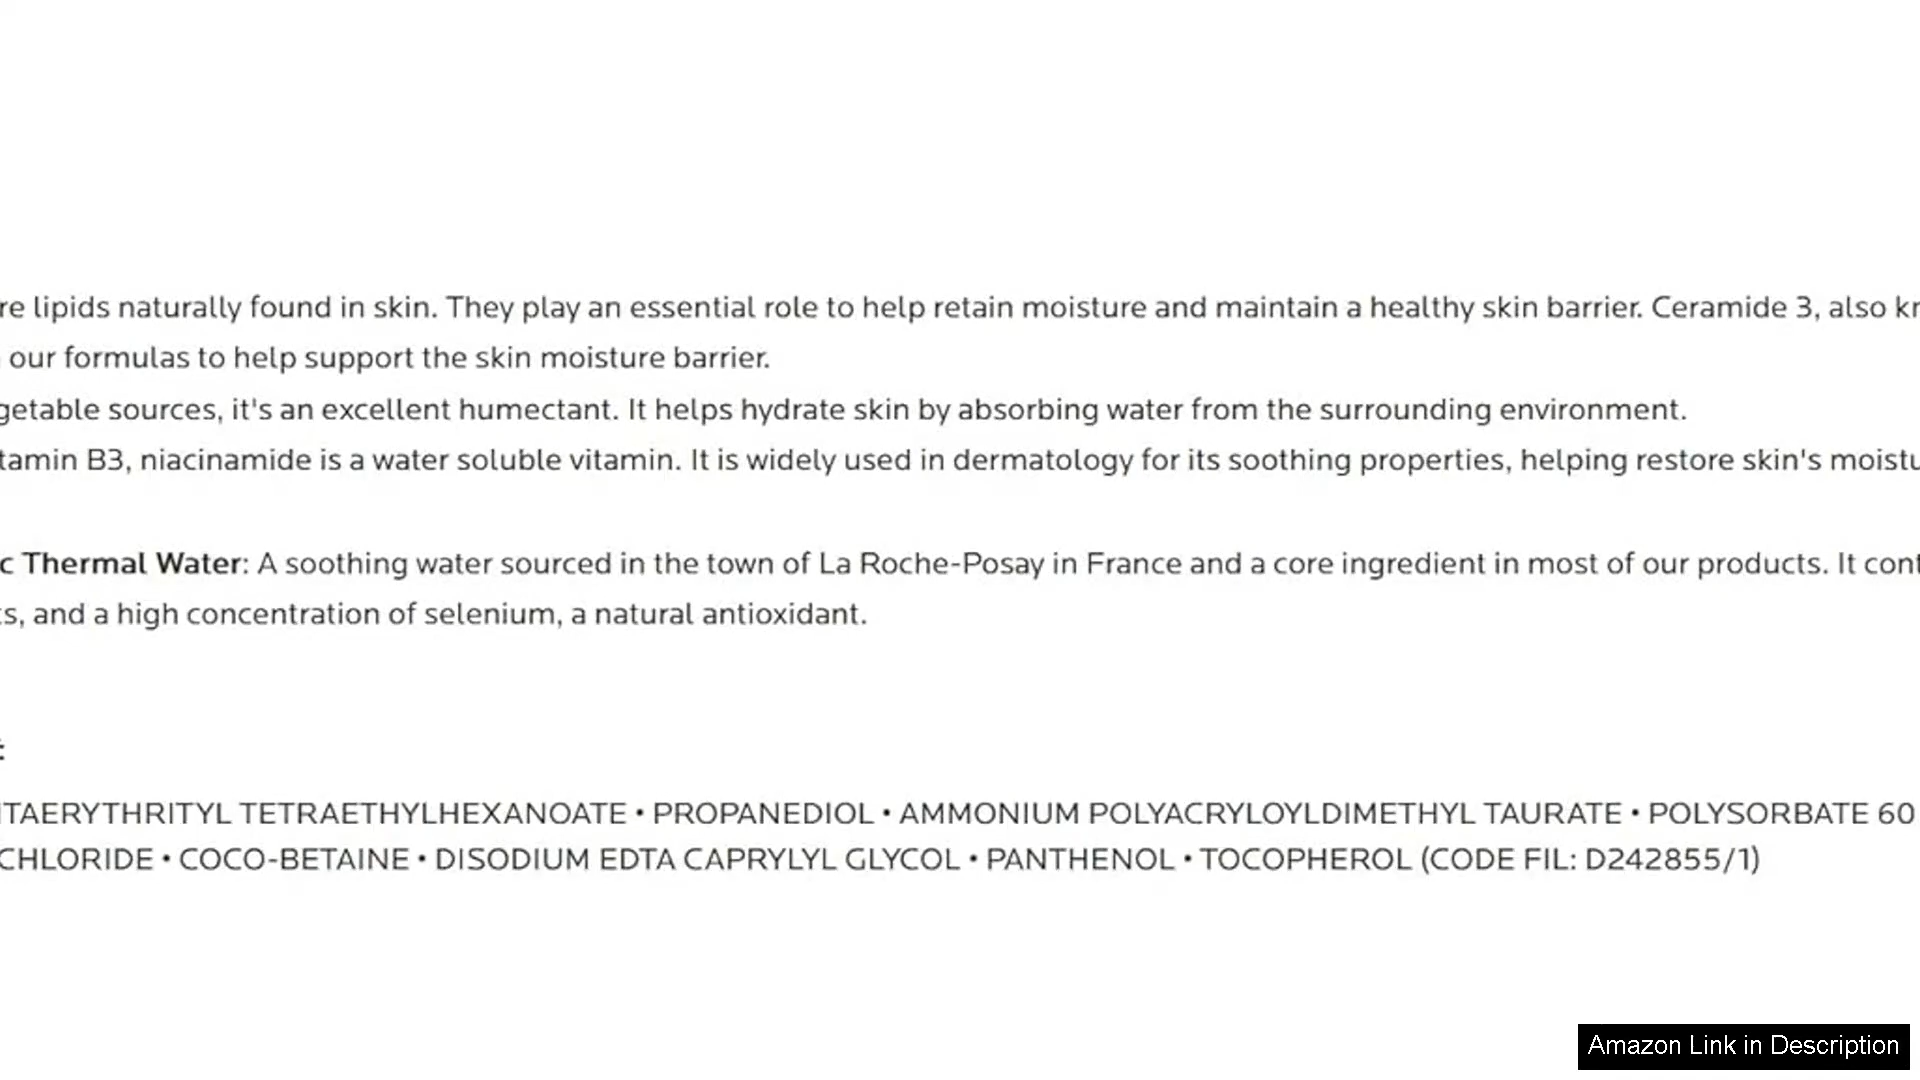 re lipids naturally found in skin. They play an essential role to help retain moisture and maintain a healthy skin barrier. Ceramide 3, also kr
our formulas to help support the skin moisture barrier.
getable sources, it's an excellent humectant. It helps hydrate skin by absorbing water from the surrounding environment.
tamin B3, niacinamide is a water soluble vitamin. It is widely used in dermatology for its soothing properties, helping restore skin's moistu
c Thermal Water: A soothing water sourced in the town of La Roche-Posay in France and a core ingredient in most of our products. It cont
s, and a high concentration of selenium, a natural antioxidant.
:
TAERYTHRITYL TETRAETHYLHEXANOATE • PROPANEDIOL • AMMONIUM POLYACRYLOYLDIMETHYL TAURATE • POLYSORBATE 60
CHLORIDE • COCO-BETAINE • DISODIUM EDTA CAPRYLYL GLYCOL • PANTHENOL • TOCOPHEROL (CODE FIL: D242855/1)
Amazon Link in Description